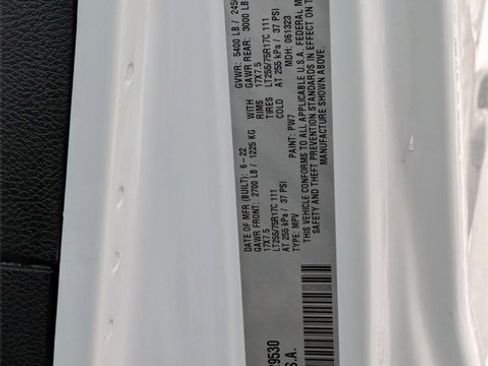 DATE OF MFR (BUILT): 6-22 GVWR: 5400 LB /
GAWR FRONT: 2700 LB / 1225 KG WITH GAWR REAR: 3000 LB
17X7.5 RIMS 17X7.5
LT255/75R17C 111 TIRES LT255/75R17C 111
AT 255 kPa / 37 PSI COLD AT 255 kPa / 37 PSI
TYPE: MPV PAINT: PW7 MDH: 061323
THIS VEHICLE CONFORMS TO ALL APPLICABLE U.S.A. FEDERAL
SAFETY AND THEFT PREVENTION STANDARDS IN EFFECT ON
MANUFACTURE SHOWN ABOVE.
9530
S.A.